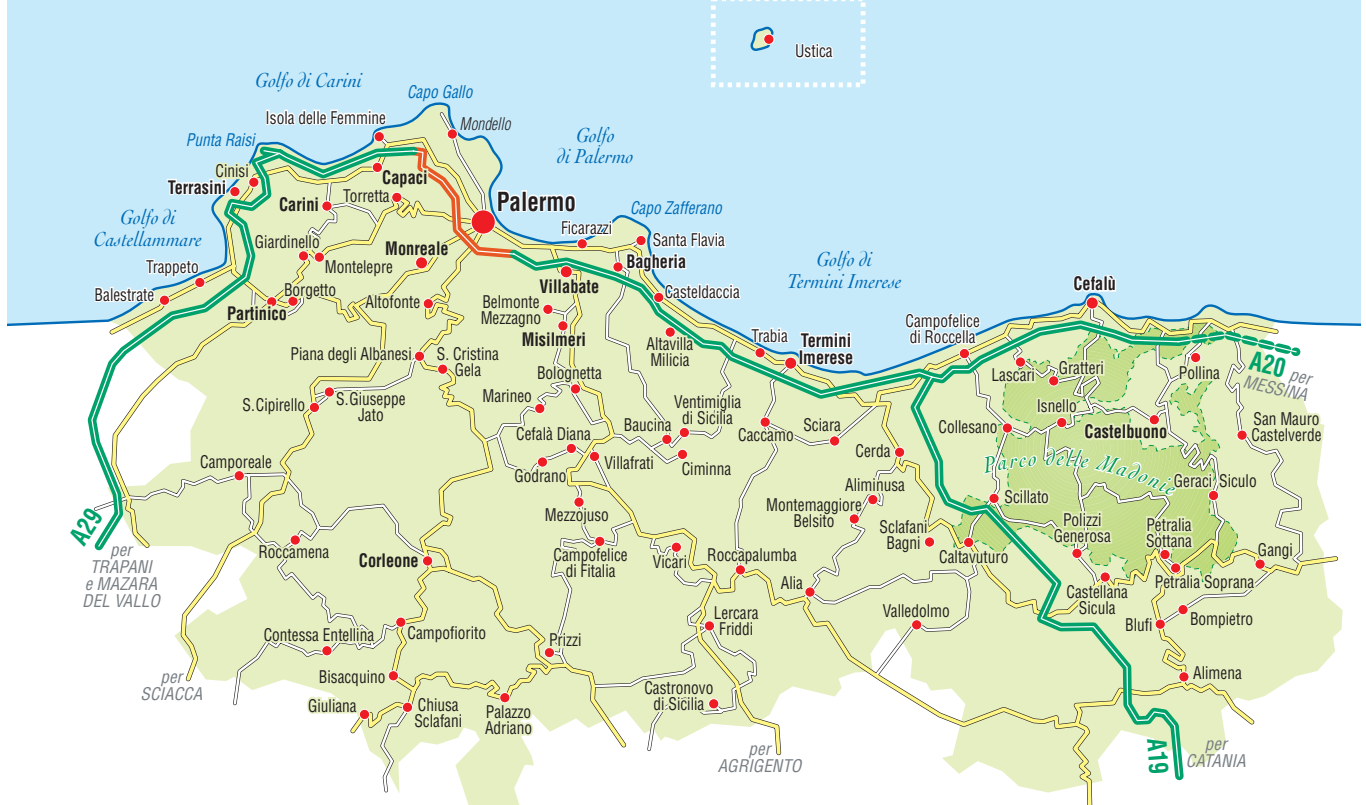 Ustica
Golfo di Carini
Capo Gallo
Isola delle Femmine
Mondello
Punta Raisi
Golfo
di Palermo
Cinisi
Terrasini
Capaci
Torretta
Carini
Palermo
Capo Zafferano
Golfo di
Castellammare
Ficarazzi
Santa Flavia
Giardinello
Monreale
Montelepre
Bagheria
Golfo di
Termini Imerese
Trappeto
Villabate
Balestrate
Borgetto
Partinico
Altofonte
Casteldaccia
Cefalù
Belmonte
Mezzagno
Misilmeri
Altavilla
Milicia
Trabia
Termini
Imerese
Campofelice
di Roccella
Piana degli Albanesi
S. Cristina
Gela
Lascari
Gratteri
Pollina
A20
per
MESSINA
Bolognetta
Marineo
S.Cipirello
S.Giuseppe
Jato
Ventimiglia
di Sicilia
Baucina
Caccamo
Sciara
Isnello
Collesano
Castelbuono
San Mauro
Castelverde
Cefalà Diana
Godrano
Villafrati
Ciminna
Cerda
Parco delle Madonie
Camporeale
Geraci Siculo
Aliminusa
Scillato
Montemaggiore
Belsito
Mezzojuso
A29
per
TRAPANI
e MAZARA
DEL VALLO
Roccamena
Corleone
Campofelice
di Fitalia
Vicari
Roccapalumba
Sclafani
Bagni
Caltavuturo
Polizzi
Generosa
Petralia
Sottana
Gangi
Petralia Soprana
Alia
Castellana
Sicula
Valledolmo
Bompietro
Blufi
Lercara
Friddi
Contessa Entellina
Campofiorito
Prizzi
per
SCIACCA
Bisacquino
Alimena
Giuliana
Chiusa
Sclafani
Palazzo
Adriano
Castronovo
di Sicilia
per
AGRIGENTO
A19
per
CATANIA